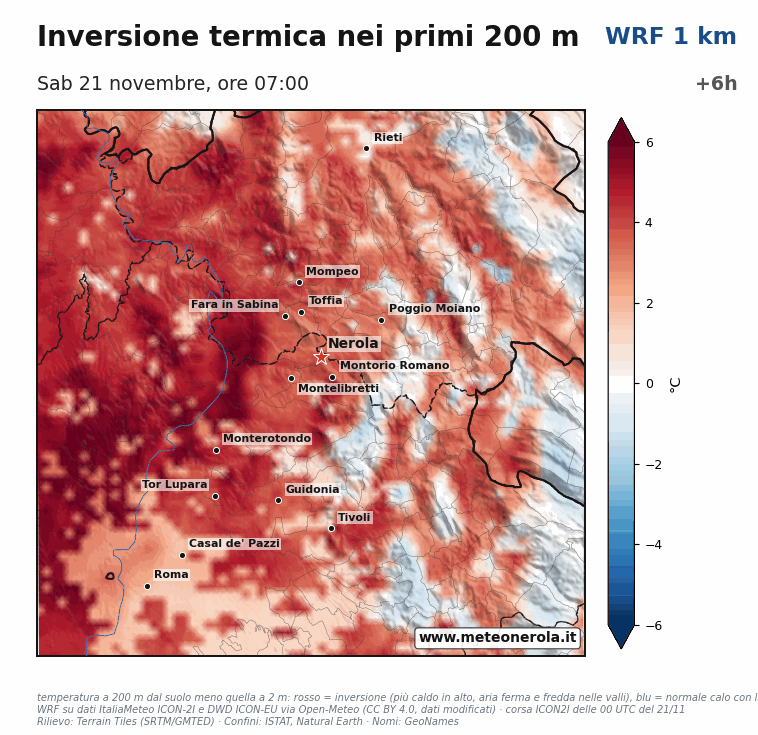 Inversione termica nei primi 200 m WRF 1 km
Sab 21 novembre, ore 07:00 +6h
Rieti
Mompeo
Fara in Sabina
Toffia
Poggio Moiano
Nerola
Montorio Romano
Montelibretti
Monterotondo
Tor Lupara
Guidonia
Tivoli
Casal de' Pazzi
Roma
www.meteonerola.it
6
4
2
0
−2
−4
−6
°C
temperatura a 200 m dal suolo meno quella a 2 m: rosso = inversione (più caldo in alto, aria ferma e fredda nelle valli), blu = normale calo con l
WRF su dati ItaliaMeteo ICON-2I e DWD ICON-EU via Open-Meteo (CC BY 4.0, dati modificati) · corsa ICON2I delle 00 UTC del 21/11
Rilievo: Terrain Tiles (SRTM/GMTED) · Confini: ISTAT, Natural Earth · Nomi: GeoNames